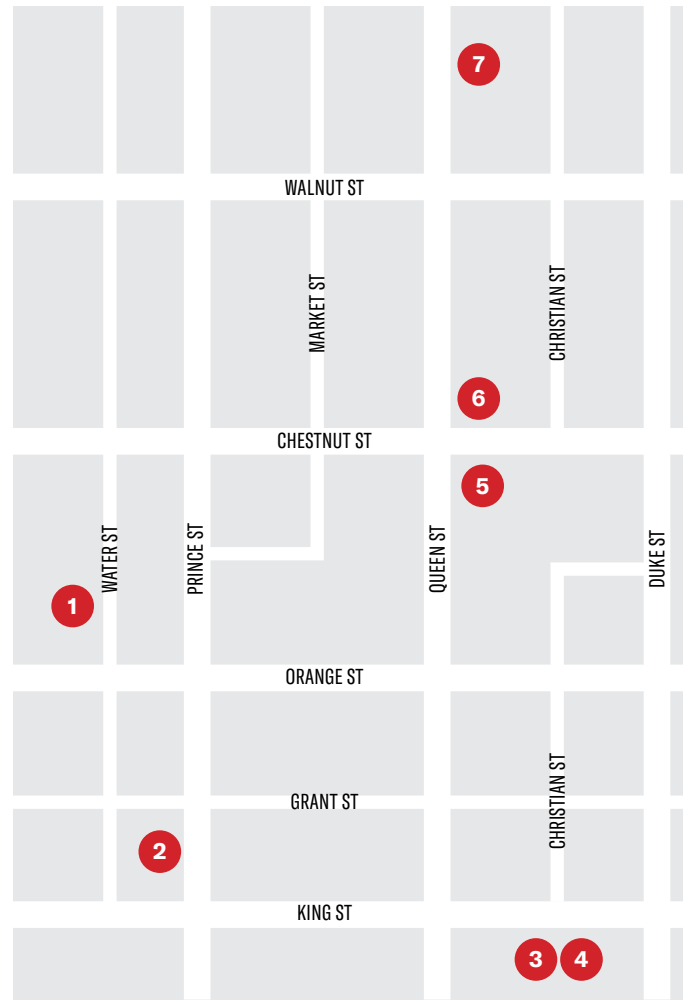 7
WALNUT ST
MARKET ST
CHRISTIAN ST
6
CHESTNUT ST
5
WATER ST
PRINCE ST
QUEEN ST
DUKE ST
1
ORANGE ST
GRANT ST
CHRISTIAN ST
2
KING ST
3
4